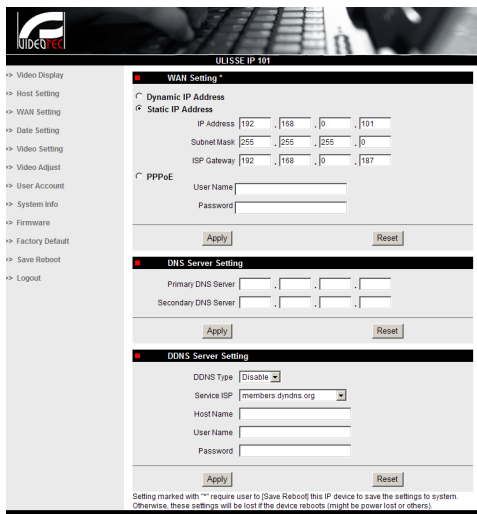 VIDEOTEC
ULISSE IP 101
>> Video Display
>> Host Setting
>> WAN Setting
>> Date Setting
>> Video Setting
>> Video Adjust
>> User Account
>> System Info
>> Firmware
>> Factory Default
>> Save Reboot
>> Logout
WAN Setting *
Dynamic IP Address
Static IP Address
IP Address 192 . 168 . 0 . 101
Subnet Mask 255 . 255 . 255 . 0
ISP Gateway 192 . 168 . 0 . 187
PPPoE
User Name
Password
Apply Reset
DNS Server Setting
Primary DNS Server . . .
Secondary DNS Server . . .
Apply Reset
DDNS Server Setting
DDNS Type Disable
Service ISP members.dyndns.org
Host Name
User Name
Password
Apply Reset
Setting marked with "*" require user to [Save Reboot] this IP device to save the settings to system.
Otherwise, these settings will be lost if the device reboots (might be power lost or others).